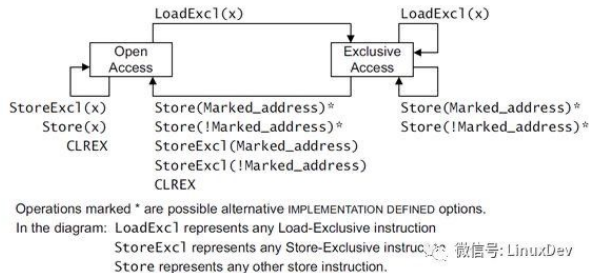 LoadExcl(x)
LoadExcl(x)
Open
Access
Exclusive
Access
StoreExcl(x)
Store(x)
CLREX
Store(Marked_address)*
Store(!Marked_address)*
StoreExcl(Marked_address)
StoreExcl(!Marked_address)
CLREX
Store(Marked_address)*
Store(!Marked_address)*
Operations marked * are possible alternative IMPLEMENTATION DEFINED options.
In the diagram: LoadExcl represents any Load-Exclusive instruction
StoreExcl represents any Store-Exclusive
Store represents any other store instruction.
微信号: LinuxDev